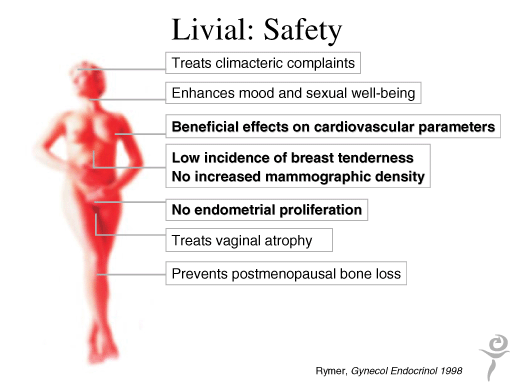 Livial: Safety
Treats climacteric complaints
Enhances mood and sexual well-being
Beneficial effects on cardiovascular parameters
Low incidence of breast tenderness
No increased mammographic density
No endometrial proliferation
Treats vaginal atrophy
Prevents postmenopausal bone loss
Rymer, Gynecol Endocrinol 1998